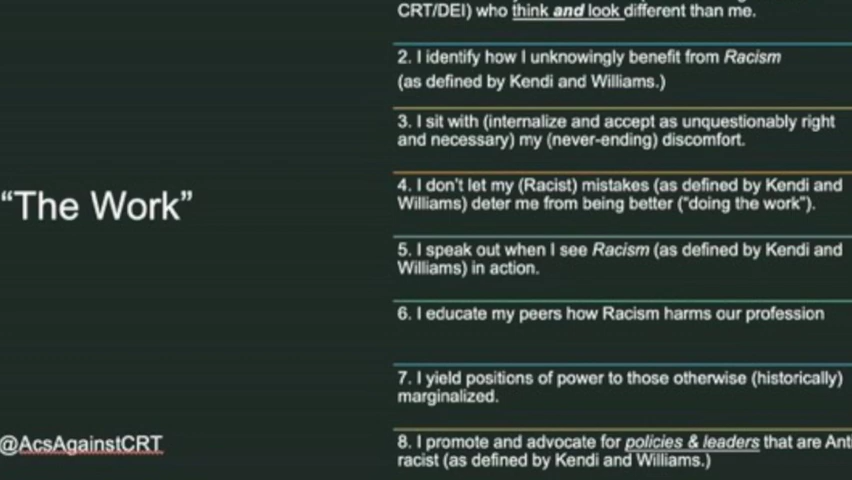 CRT/DEI) who think and look different than me.
2. I identify how I unknowingly benefit from Racism
(as defined by Kendi and Williams.)
3. I sit with (internalize and accept as unquestionably right
and necessary) my (never-ending) discomfort.
4. I don't let my (Racist) mistakes (as defined by Kendi and
Williams) deter me from being better ("doing the work").
"The Work"
5. I speak out when I see Racism (as defined by Kendi and
Williams) in action.
6. I educate my peers how Racism harms our profession
7. I yield positions of power to those otherwise (historically)
marginalized.
@AcsAgainstCRT
8. I promote and advocate for policies & leaders that are Anti
racist (as defined by Kendi and Williams.)